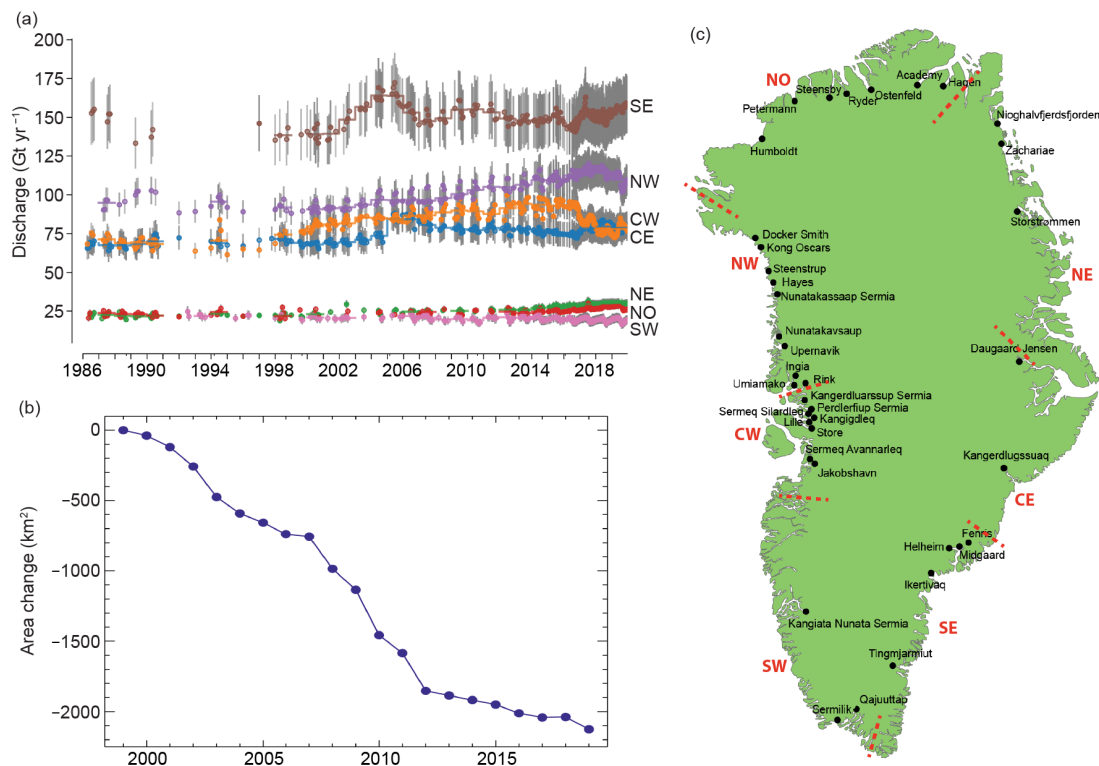 (a)
200
175
150
125
100
75
50
25
Discharge (Gt yr⁻¹)
SE
NW
CW
CE
NE
NO
SW
1986 1990 1994 1998 2002 2006 2010 2014 2018
(b)
0
−500
−1000
−1500
−2000
Area change (km²)
2000 2005 2010 2015
(c)
NO
Steensby
Academy
Hagen
Petermann
Ryder
Ostenfeld
Nioghalvfjerdsfjorden
Humboldt
Zachariae
Storstrømmen
Docker Smith
NW
Kong Oscars
NE
Steenstrup
Hayes
Nunatakassaap Sermia
Nunatakavsaup
Upernavik
Daugaard Jensen
Ingia
Umiamako
Rink
Kangerdluarssup Sermia
Sermeq Silardleq
Perdlerfiup Sermia
Lille
Kangigdleq
CW
Store
Sermeq Avannarleq
Jakobshavn
Kangerdlugssuaq
CE
Fenris
Helheim
Midgaard
Ikertivaq
Kangiata Nunata Sermia
SE
SW
Tingmjarmiut
Qajuuttap
Sermilik